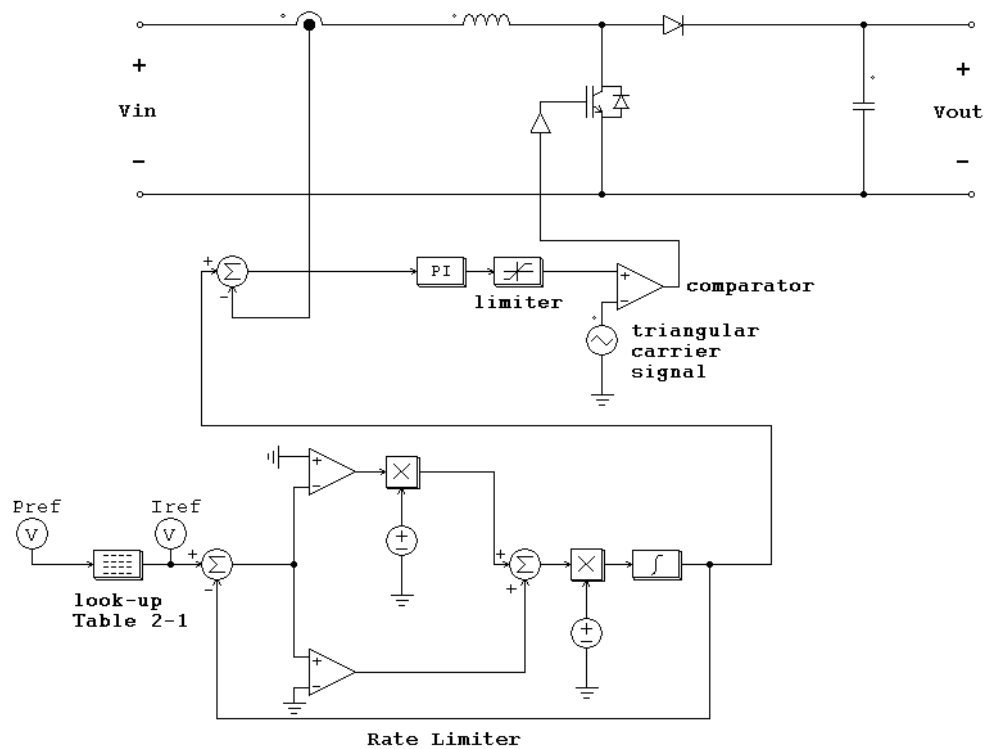 +
+
Vin
Vout
−
−
+
Σ
−
PI
limiter
+
−
comparator
triangular
carrier
signal
+
−
×
Pref
V
Iref
V
+
Σ
−
look-up
Table 2-1
+
−
+
Σ
+
×
∫
+
−
+
−
Rate Limiter